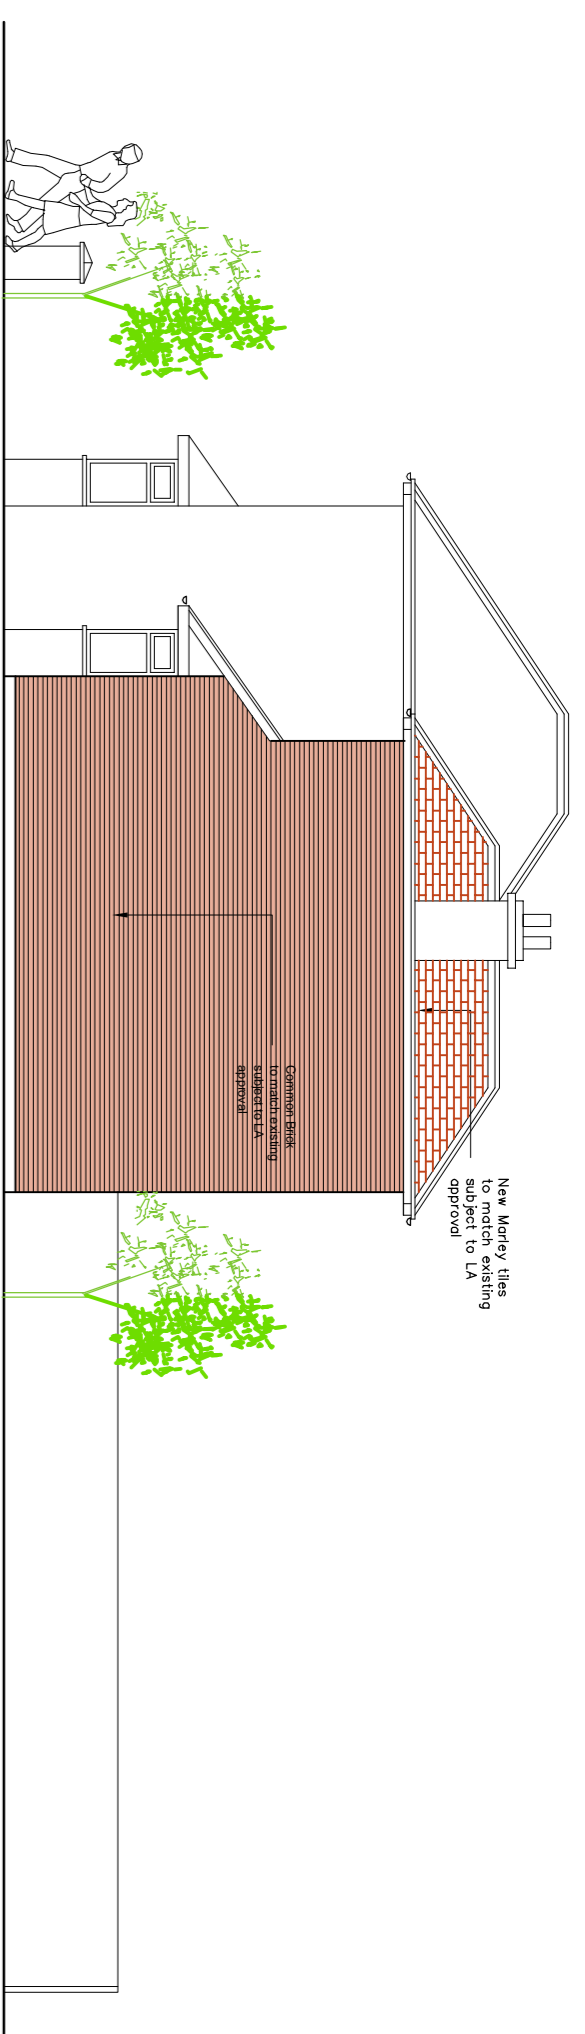 New Marley tiles
to match existing
subject to LA
approval
Common Brick
to match existing
subject to LA
approval